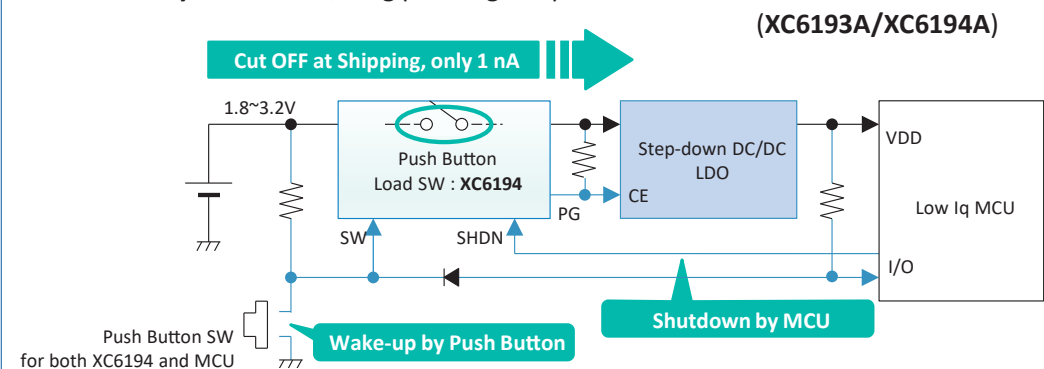 (XC6193A/XC6194A)
Cut OFF at Shipping, only 1 nA
1.8~3.2V
Push Button
Load SW : XC6194
Step-down DC/DC
LDO
CE
PG
VDD
Low Iq MCU
I/O
SW
SHDN
Shutdown by MCU
Wake-up by Push Button
Push Button SW
for both XC6194 and MCU